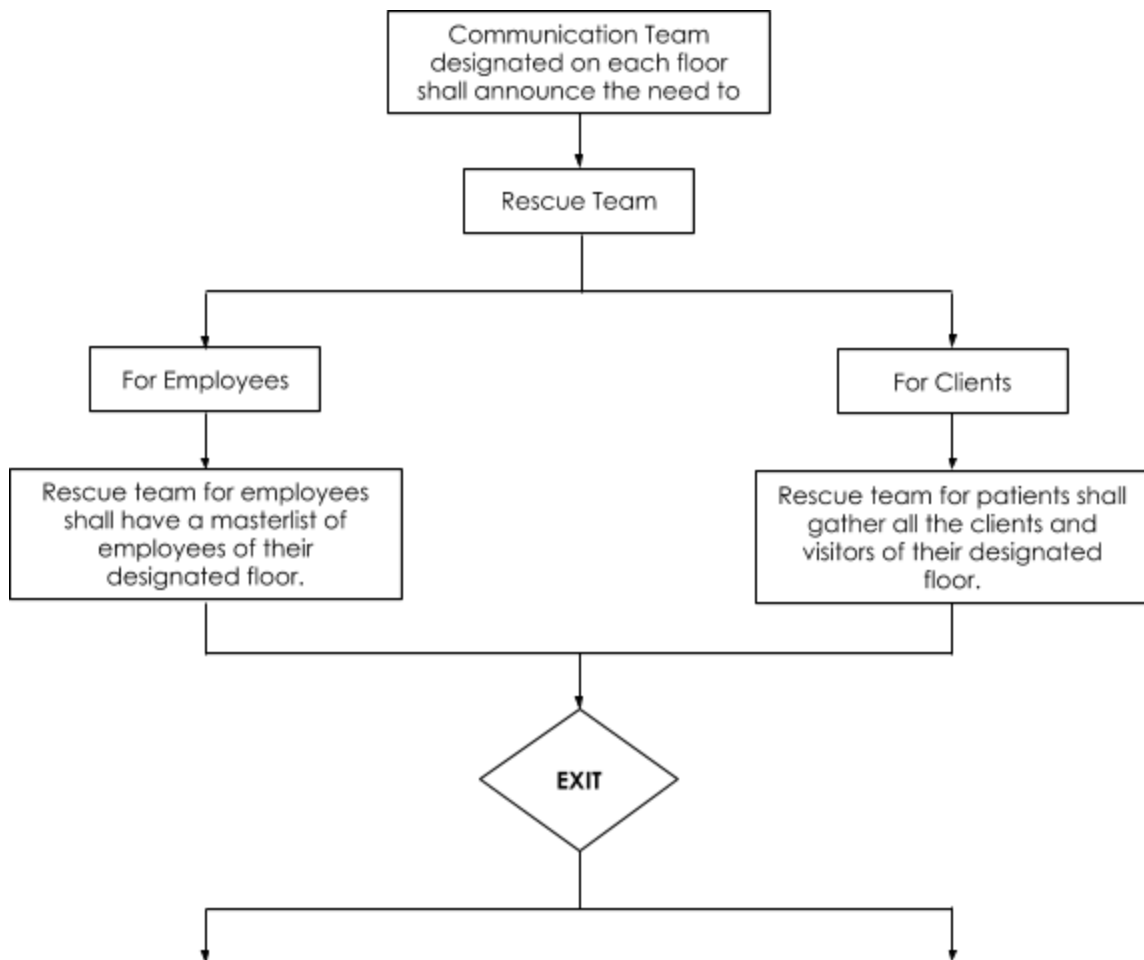 Communication Team
designated on each floor
shall announce the need to
Rescue Team
For Employees
For Clients
Rescue team for employees
shall have a masterlist of
employees of their
designated floor.
Rescue team for patients shall
gather all the clients and
visitors of their designated
floor.
EXIT